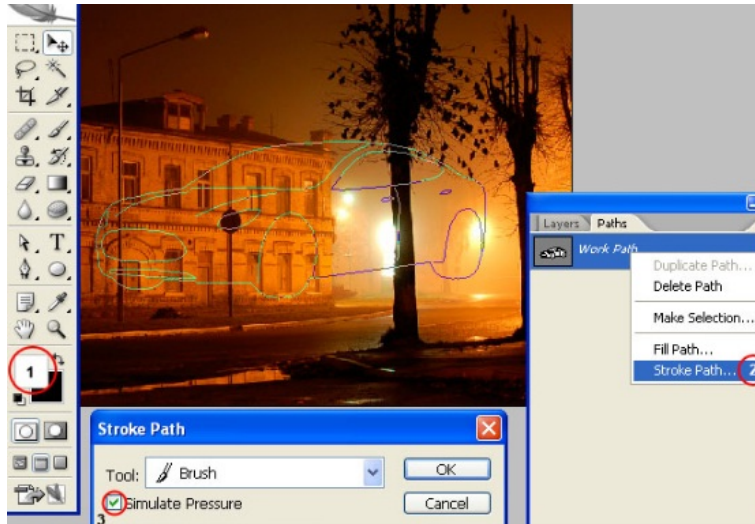 1
Layers
Paths
Work Path
Duplicate Path...
Delete Path
Make Selection...
Fill Path...
Stroke Path... 2
Stroke Path
Tool: Brush
OK
Simulate Pressure
Cancel
3